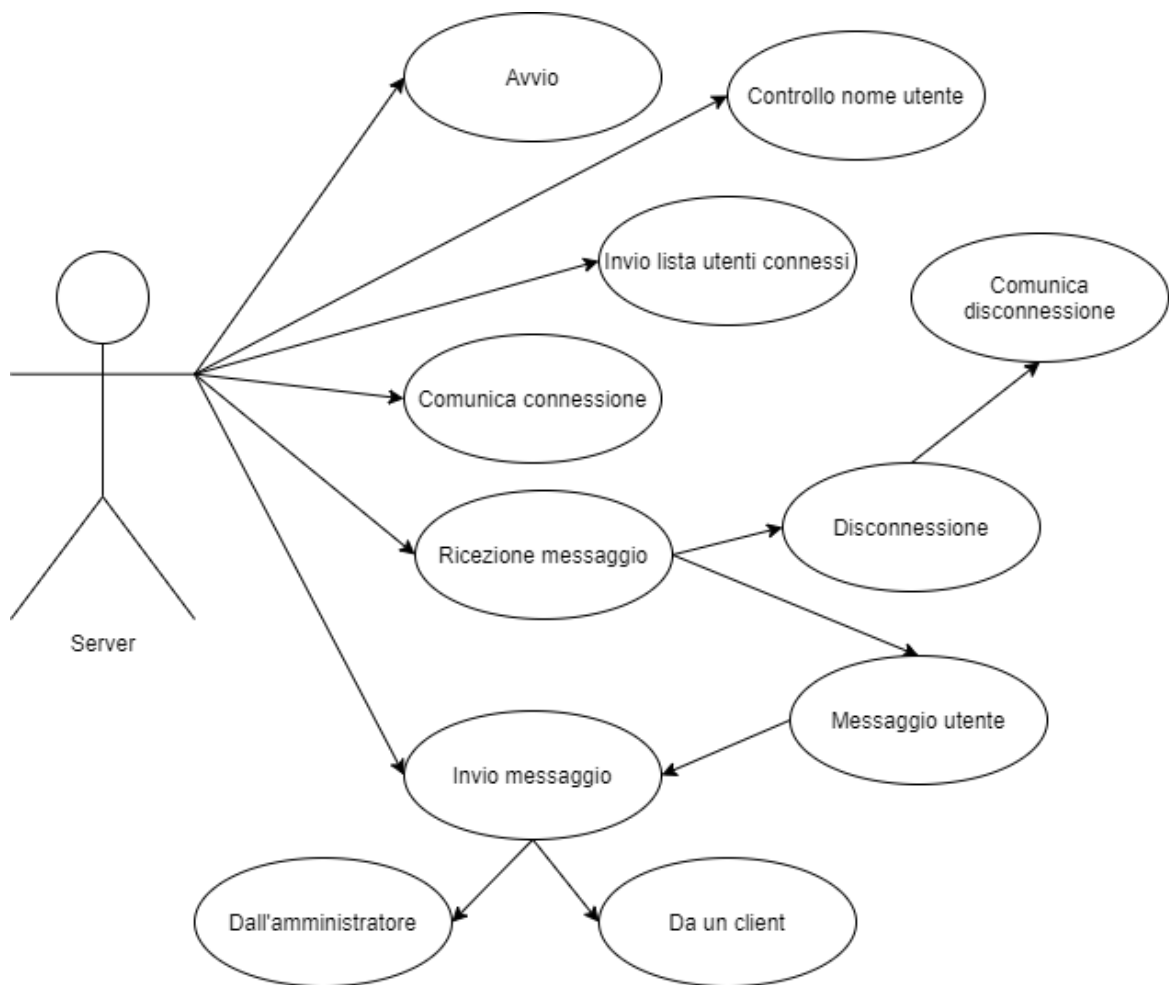 Avvio
Controllo nome utente
Invio lista utenti connessi
Comunica
disconnessione
Comunica connessione
Ricezione messaggio
Disconnessione
Server
Messaggio utente
Invio messaggio
Dall'amministratore
Da un client